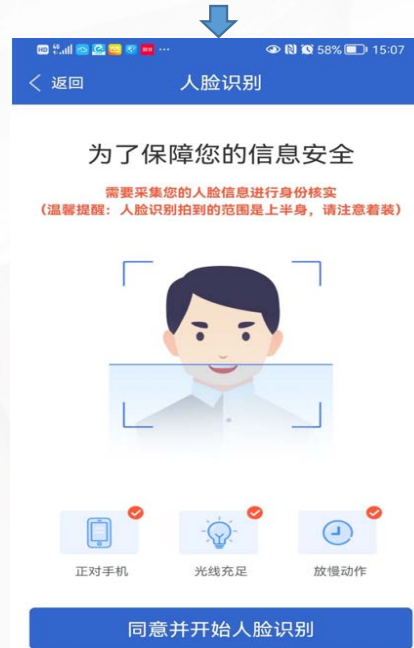 58% 15:07
返回 人脸识别
为了保障您的信息安全
需要采集您的人脸信息进行身份核实
（温馨提醒：人脸识别拍到的范围是上半身，请注意着装）
正对手机 光线充足 放慢动作
同意并开始人脸识别